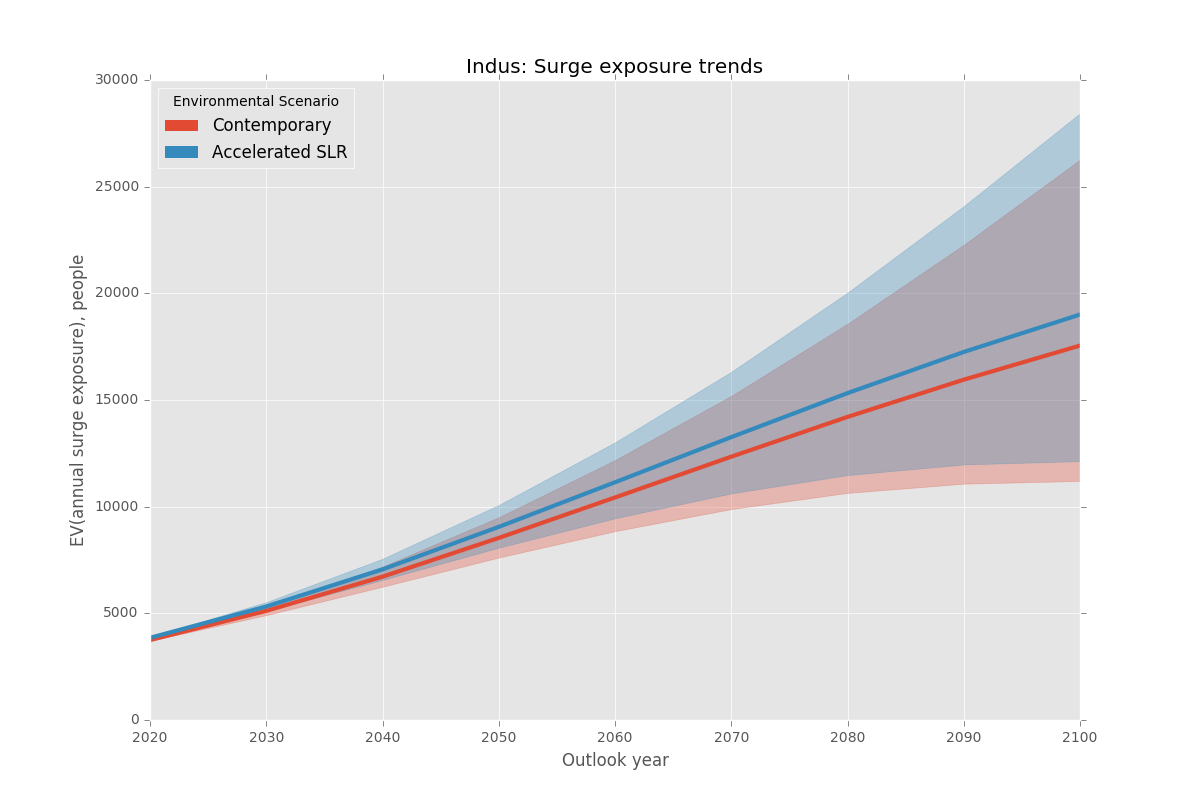 Indus: Surge exposure trends
Environmental Scenario
Contemporary
Accelerated SLR
EV(annual surge exposure), people
30000
25000
20000
15000
10000
5000
0
2020 2030 2040 2050 2060 2070 2080 2090 2100
Outlook year